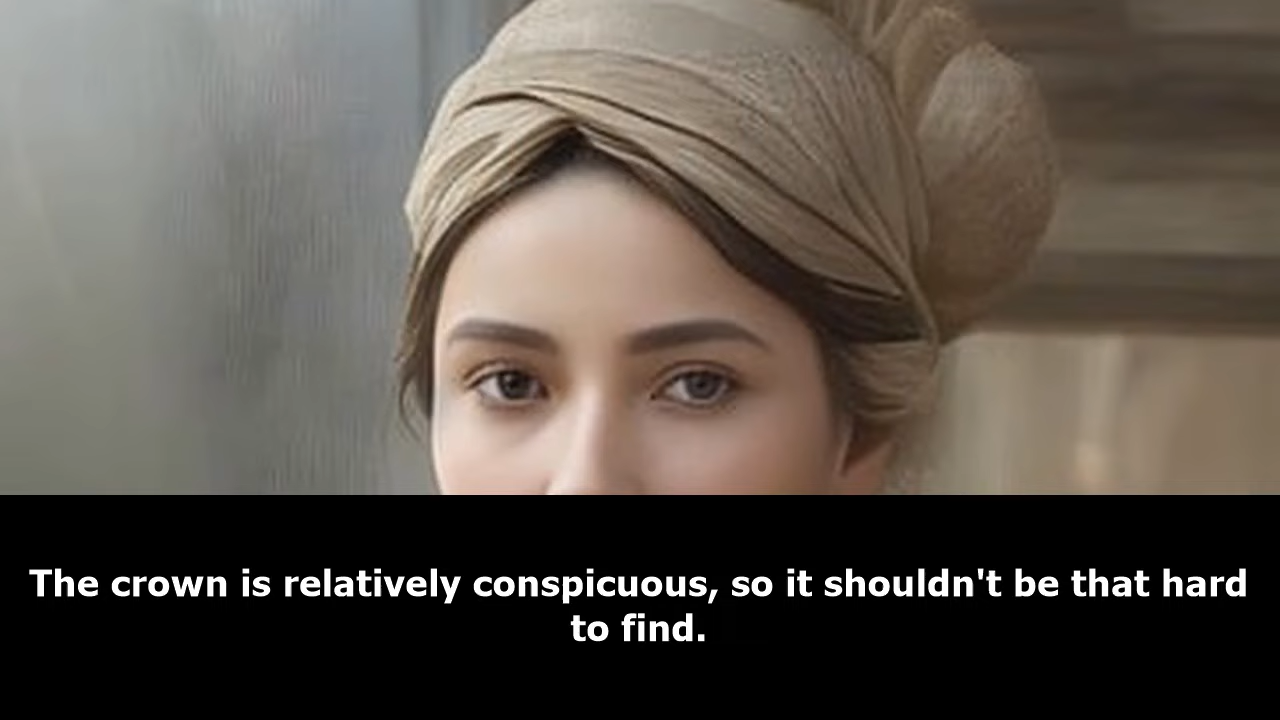 The crown is relatively conspicuous, so it shouldn't be that hard
to find.